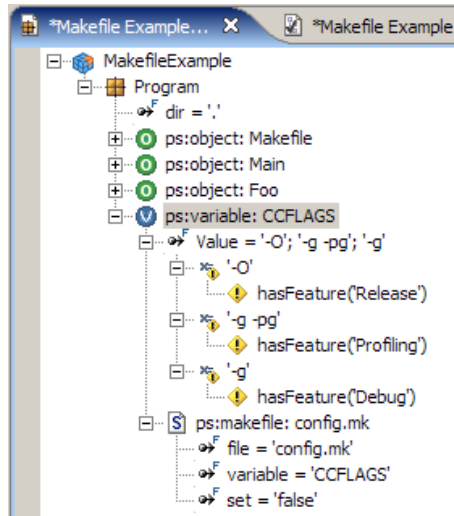 *Makefile Example...
*Makefile Example
MakefileExample
Program
F dir = '.'
O ps:object: Makefile
O ps:object: Main
O ps:object: Foo
V ps:variable: CCFLAGS
F Value = '-O'; '-g -pg'; '-g'
'-O'
hasFeature('Release')
'-g -pg'
hasFeature('Profiling')
'-g'
hasFeature('Debug')
S ps:makefile: config.mk
F file = 'config.mk'
F variable = 'CCFLAGS'
F set = 'false'